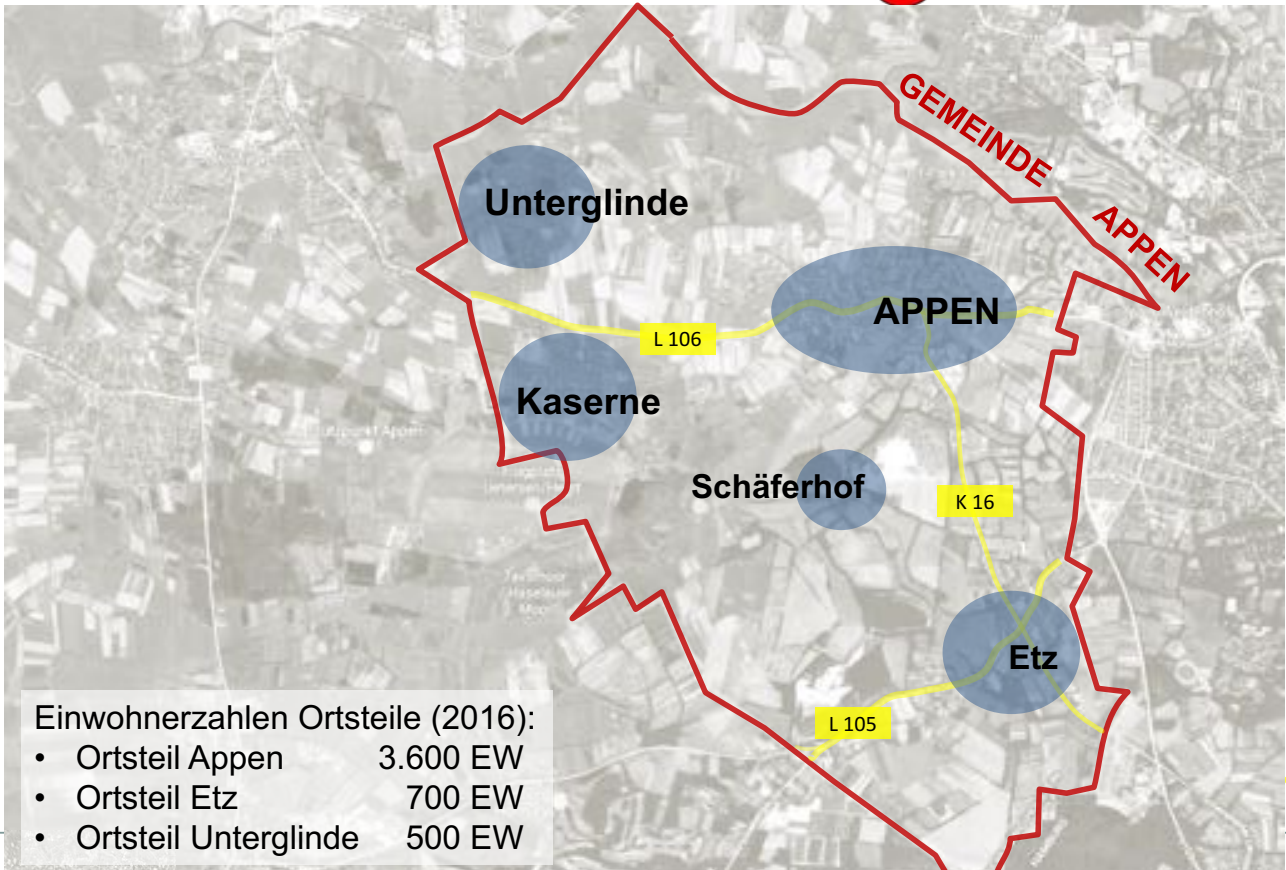 GEMEINDE
APPEN
Unterglinde
APPEN
L 106
Kaserne
Schäferhof
K 16
Etz
L 105
Einwohnerzahlen Ortsteile (2016):
• Ortsteil Appen 3.600 EW
• Ortsteil Etz 700 EW
• Ortsteil Unterglinde 500 EW